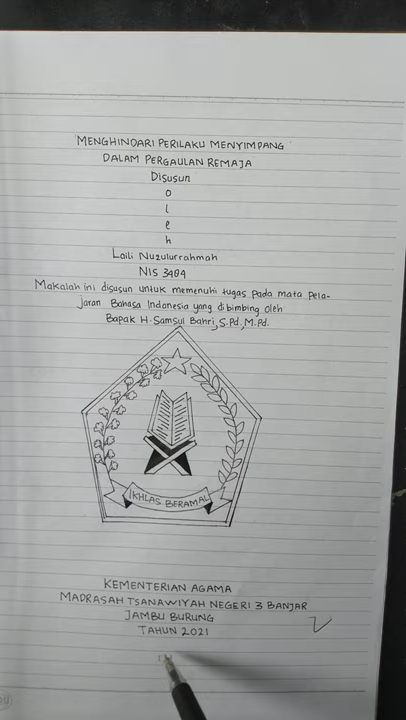 MENGHINDARI PERILAKU MENYIMPANG
DALAM PERGAULAN REMAJA
Disusun
o
l
e
h
Laili Nuzulurrahmah
NIS 3484
Makalah ini disusun untuk memenuhi tugas pada mata pela-
jaran Bahasa Indonesia yang dibimbing oleh
Bapak H. Samsul Bahri, S.Pd, M.Pd.
IKHLAS BERAMAL
KEMENTERIAN AGAMA
MADRASAH TSANAWIYAH NEGERI 3 BANJAR
JAMBU BURUNG
TAHUN 2021